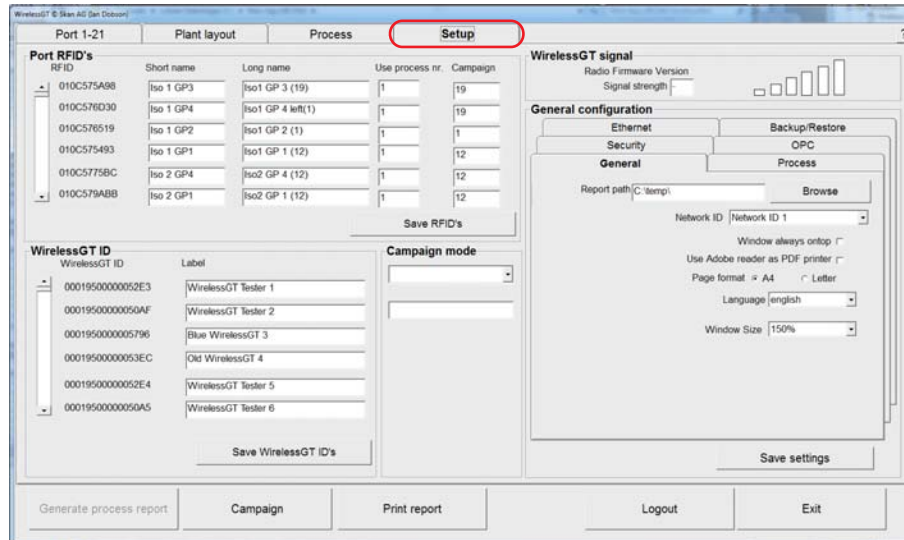 WirelessGT © Skan AG (Ian Dobson)
Port 1-21 Plant layout Process Setup ?
Port RFID's
RFID Short name Long name Use process nr. Campaign
010C575A98 Iso 1 GP3 Iso1 GP 3 (19) 1 19
010C576D30 Iso 1 GP4 Iso1 GP 4 left(1) 1 19
010C576519 Iso 1 GP2 Iso1 GP 2 (1) 1 1
010C575493 Iso 1 GP1 Iso1 GP 1 (12) 1 12
010C5775BC Iso 2 GP4 Iso2 GP 4 (12) 1 12
010C579ABB Iso 2 GP1 Iso2 GP 1 (12) 1 12
Save RFID's
WirelessGT ID
WirelessGT ID Label
00019500000052E3 WirelessGT Tester 1
00019500000050AF WirelessGT Tester 2
0001950000005796 Blue WirelessGT 3
00019500000053EC Old WirelessGT 4
00019500000052E4 WirelessGT Tester 5
00019500000050A5 WirelessGT Tester 6
Save WirelessGT ID's
Campaign mode
WirelessGT signal
Radio Firmware Version
Signal strength -
General configuration
Ethernet Backup/Restore
Security OPC
General Process
Report path C:\temp\ Browse
Network ID Network ID 1
Window always ontop
Use Adobe reader as PDF printer
Page format A4 Letter
Language english
Window Size 150%
Save settings
Generate process report Campaign Print report Logout Exit